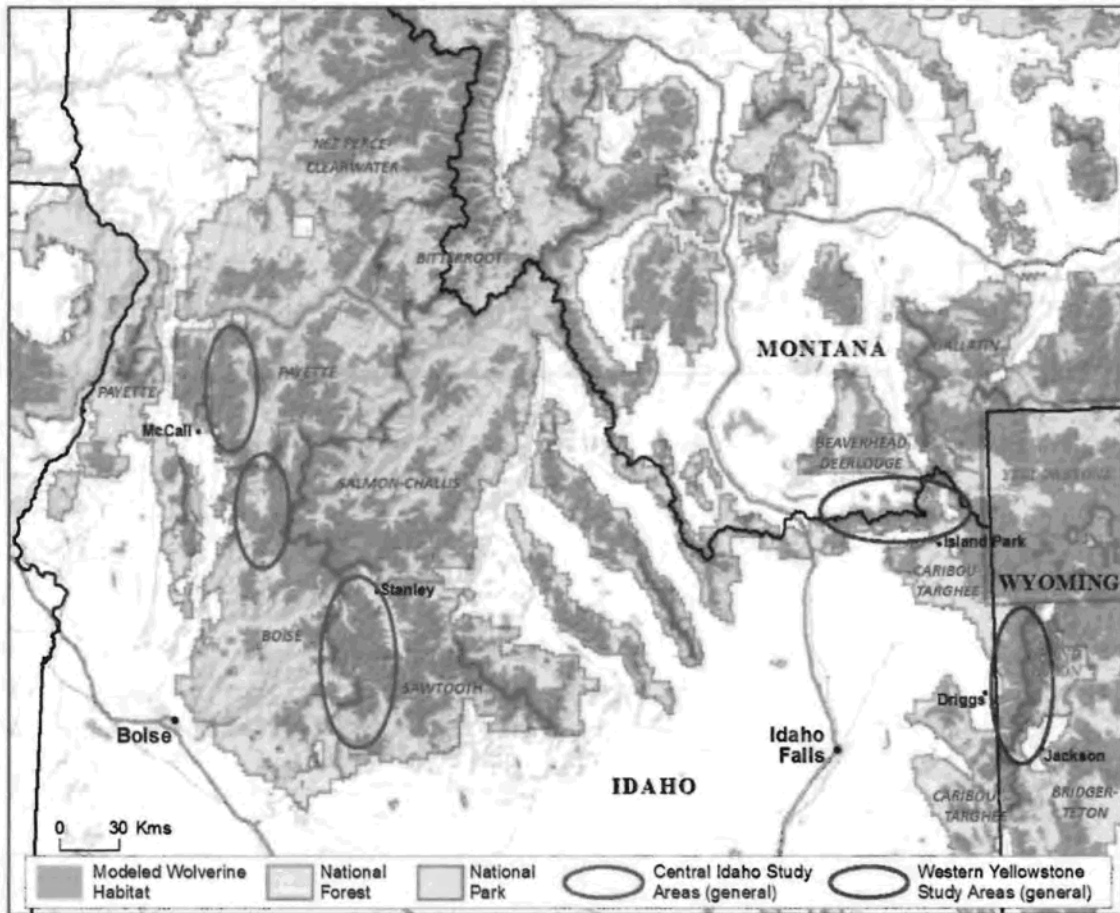 NEZ PERCE-
CLEARWATER
BITTERROOT
MONTANA
GALLATIN
PAYETTE
PAYETTE
McCall
BEAVERHEAD
DEERLODGE
SALMON-CHALLIS
YELLOWSTONE
Island Park
CARIBOU-
TARGHEE
WYOMING
Stanley
BOISE
SAWTOOTH
Driggs
Boise
Idaho
Falls
Jackson
IDAHO
CARIBOU-
TARGHEE
BRIDGER-
TETON
0 30 Kms
Modeled Wolverine
Habitat
National
Forest
National
Park
Central Idaho Study
Areas (general)
Western Yellowstone
Study Areas (general)